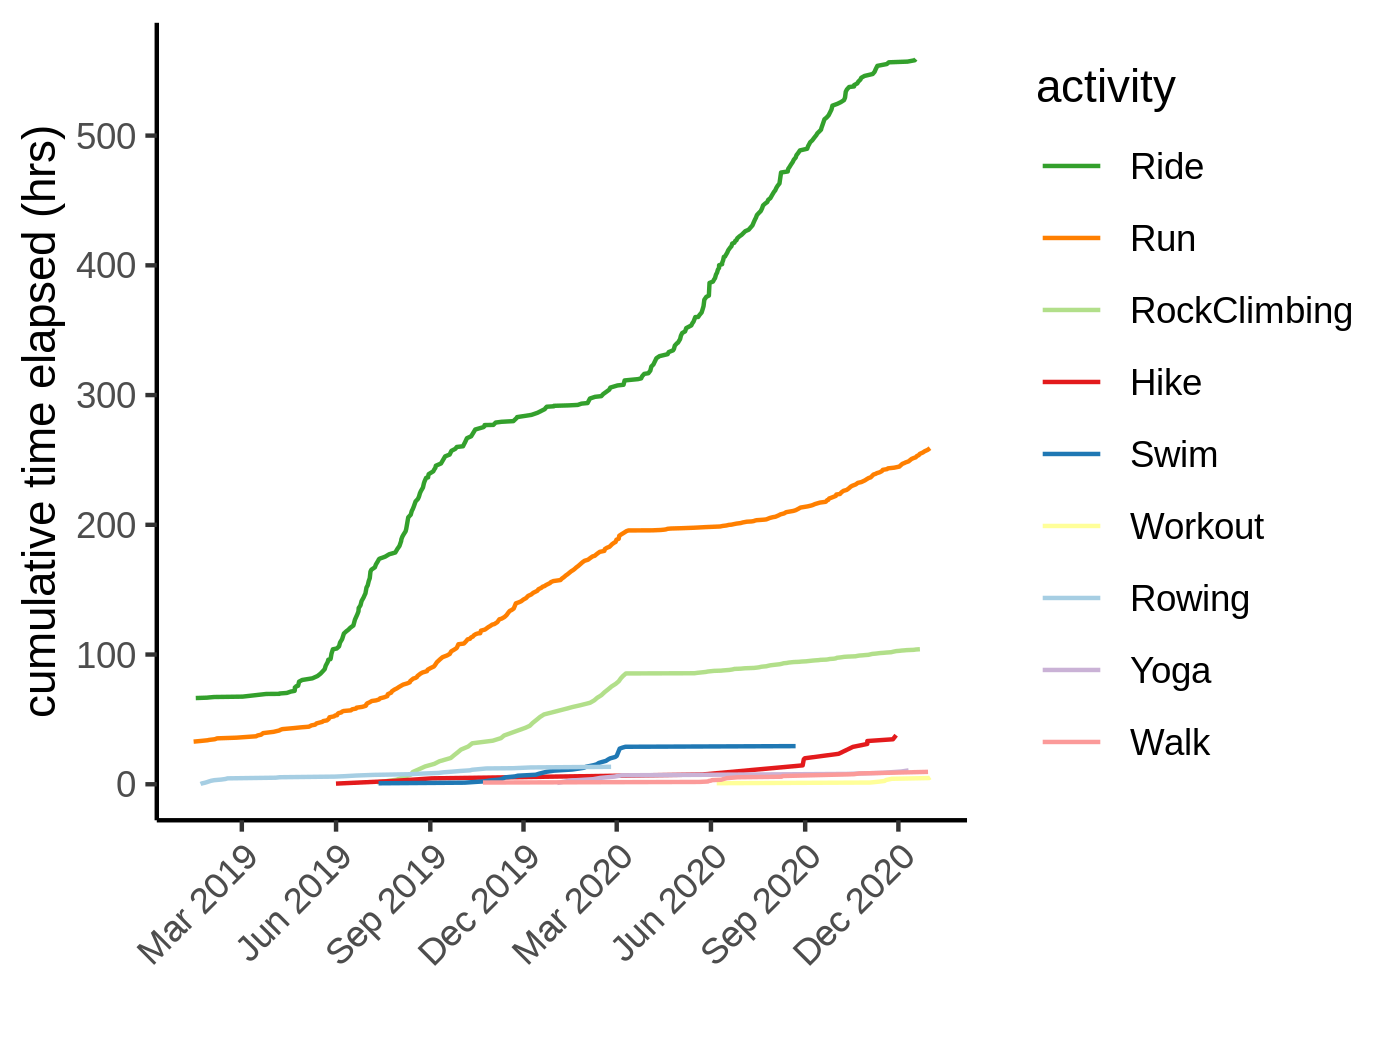 cumulative time elapsed (hrs)
500
400
300
200
100
0
Mar 2019
Jun 2019
Sep 2019
Dec 2019
Mar 2020
Jun 2020
Sep 2020
Dec 2020
activity
Ride
Run
RockClimbing
Hike
Swim
Workout
Rowing
Yoga
Walk